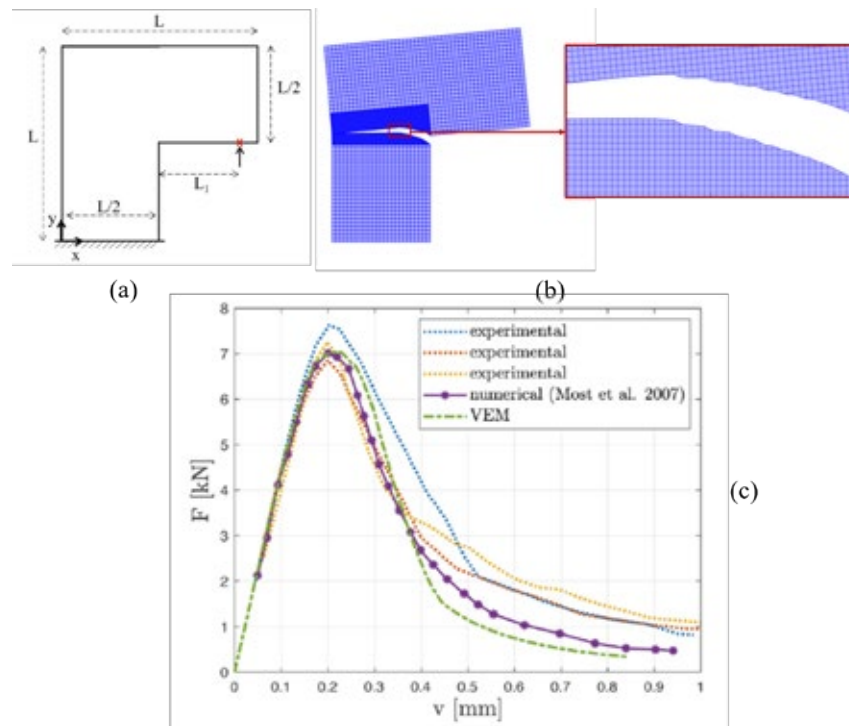 L
L
L/2
L₁
L/2
y
x
(a)
(b)
8
7
6
5
4
3
2
1
0
F [kN]
experimental
experimental
experimental
numerical (Most et al. 2007)
VEM
(c)
0 0.1 0.2 0.3 0.4 0.5 0.6 0.7 0.8 0.9 1
v [mm]